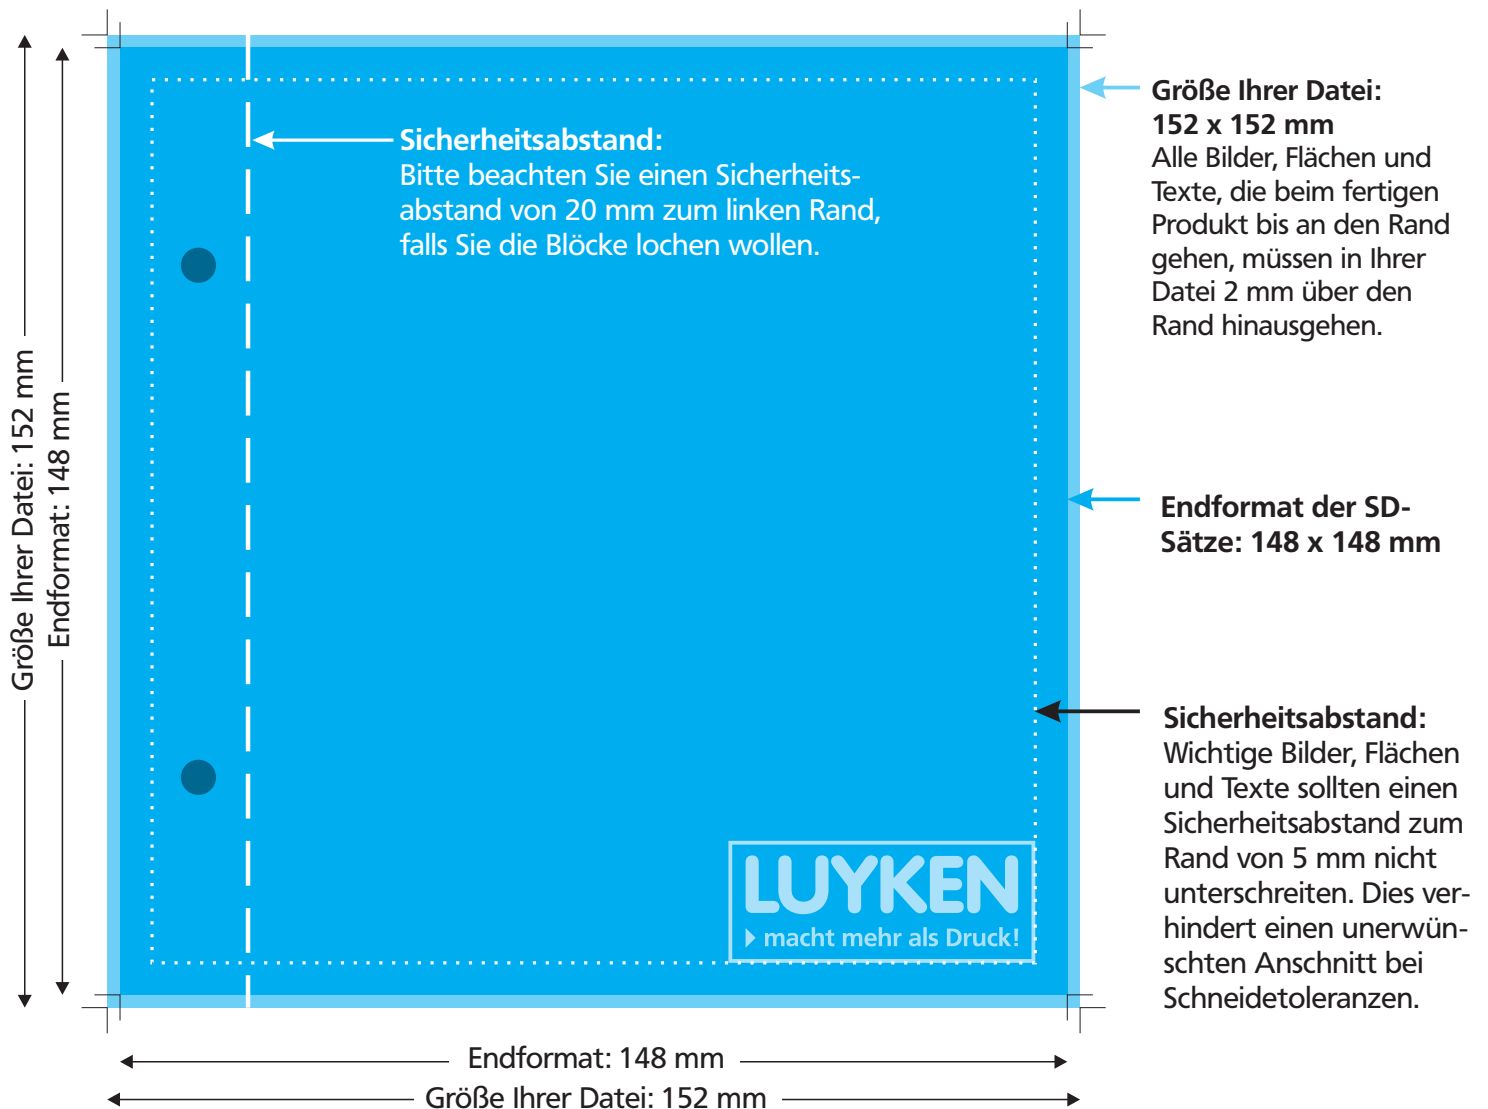 Größe Ihrer Datei: 152 mm
Endformat: 148 mm
Sicherheitsabstand:
Bitte beachten Sie einen Sicherheits-
abstand von 20 mm zum linken Rand,
falls Sie die Blöcke lochen wollen.
Größe Ihrer Datei:
152 x 152 mm
Alle Bilder, Flächen und
Texte, die beim fertigen
Produkt bis an den Rand
gehen, müssen in Ihrer
Datei 2 mm über den
Rand hinausgehen.
Endformat der SD-
Sätze: 148 x 148 mm
Sicherheitsabstand:
Wichtige Bilder, Flächen
und Texte sollten einen
Sicherheitsabstand zum
Rand von 5 mm nicht
unterschreiten. Dies ver-
hindert einen unerwün-
schten Anschnitt bei
Schneidetoleranzen.
LUYKEN
macht mehr als Druck!
Endformat: 148 mm
Größe Ihrer Datei: 152 mm